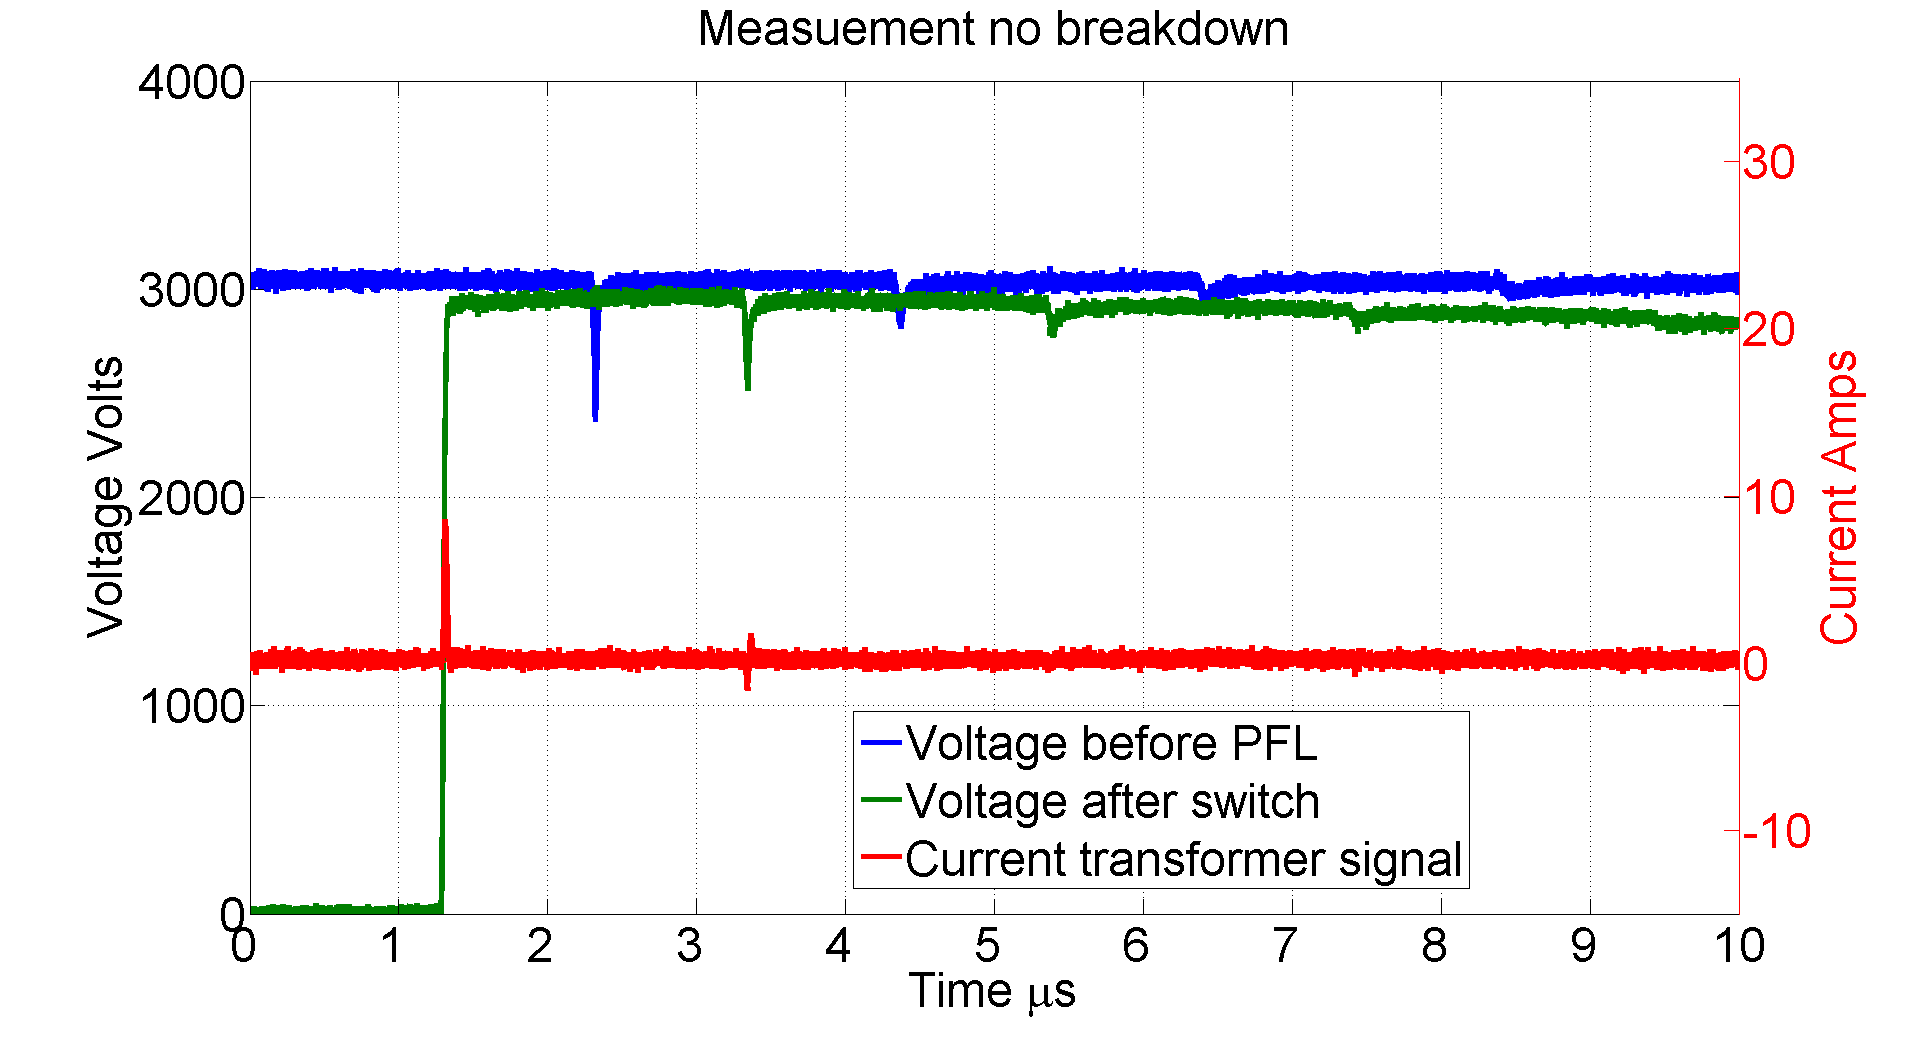 Measuement no breakdown
4000
3000
2000
1000
0
Voltage Volts
30
20
10
0
-10
Current Amps
Voltage before PFL
Voltage after switch
Current transformer signal
0 1 2 3 4 5 6 7 8 9 10
Time μs